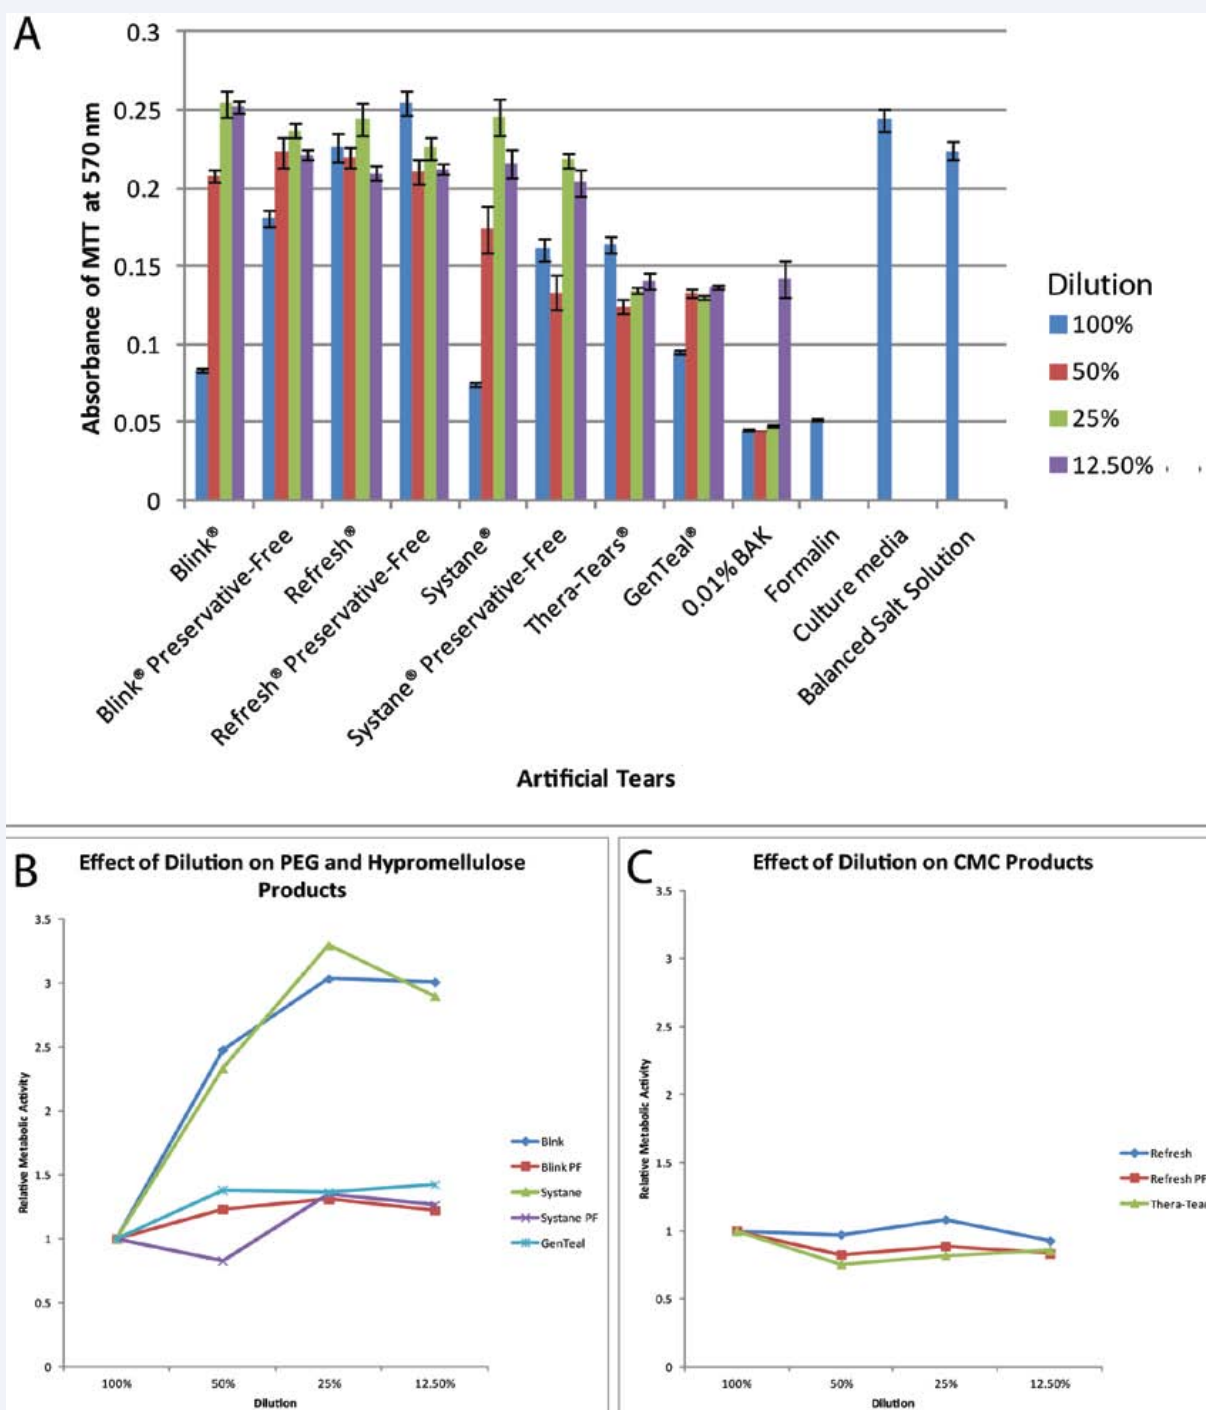 A
0.3
0.25
0.2
0.15
0.1
0.05
0
Absorbance of MTT at 570 nm
Blink®
Blink® Preservative-Free
Refresh®
Refresh® Preservative-Free
Systane®
Systane® Preservative-Free
Thera-Tears®
GenTeal®
0.01% BAK
Formalin
Culture media
Balanced Salt Solution
Artificial Tears
Dilution
100%
50%
25%
12.50%
B
Effect of Dilution on PEG and Hypromellulose
Products
3.5
3
2.5
2
1.5
1
0.5
0
Relative Metabolic Activity
100% 50% 25% 12.50%
Dilution
Blnk
Blink PF
Systane
Systane PF
GenTeal
C
Effect of Dilution on CMC Products
3.5
3
2.5
2
1.5
1
0.5
0
Relative Metabolic Activity
100% 50% 25% 12.50%
Dilution
Refresh
Refresh PF
Thera-Tear